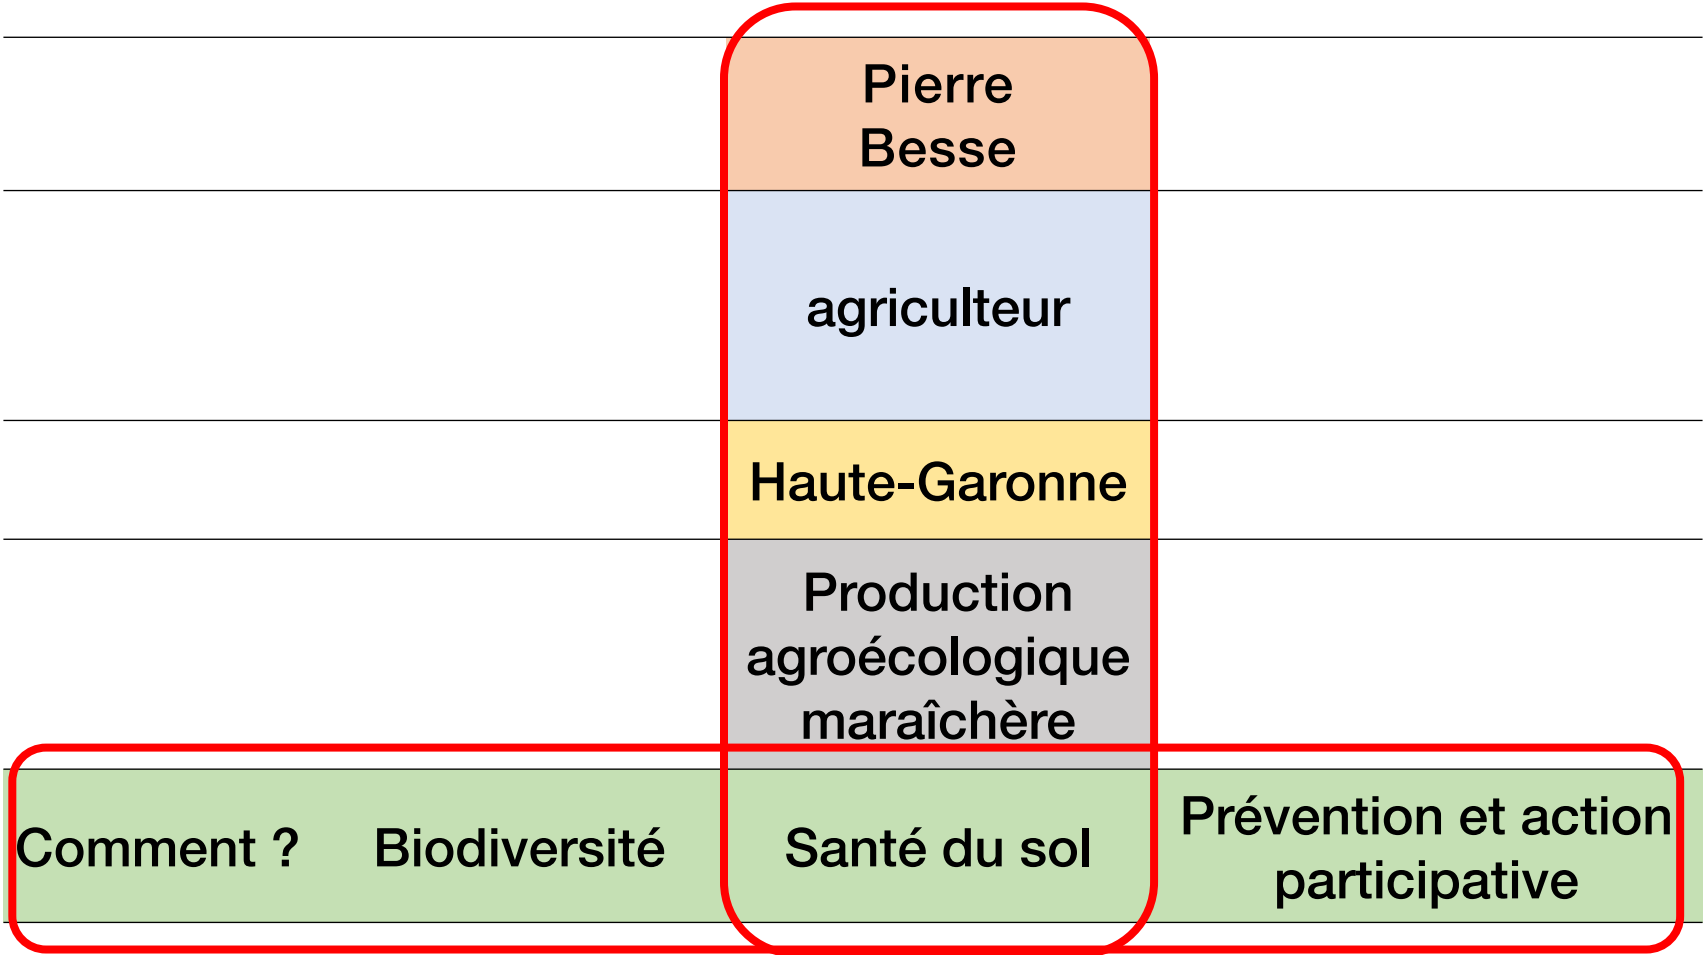 Pierre
Besse
agriculteur
Haute-Garonne
Production
agroécologique
maraîchère
Comment ?
Biodiversité
Santé du sol
Prévention et action
participative